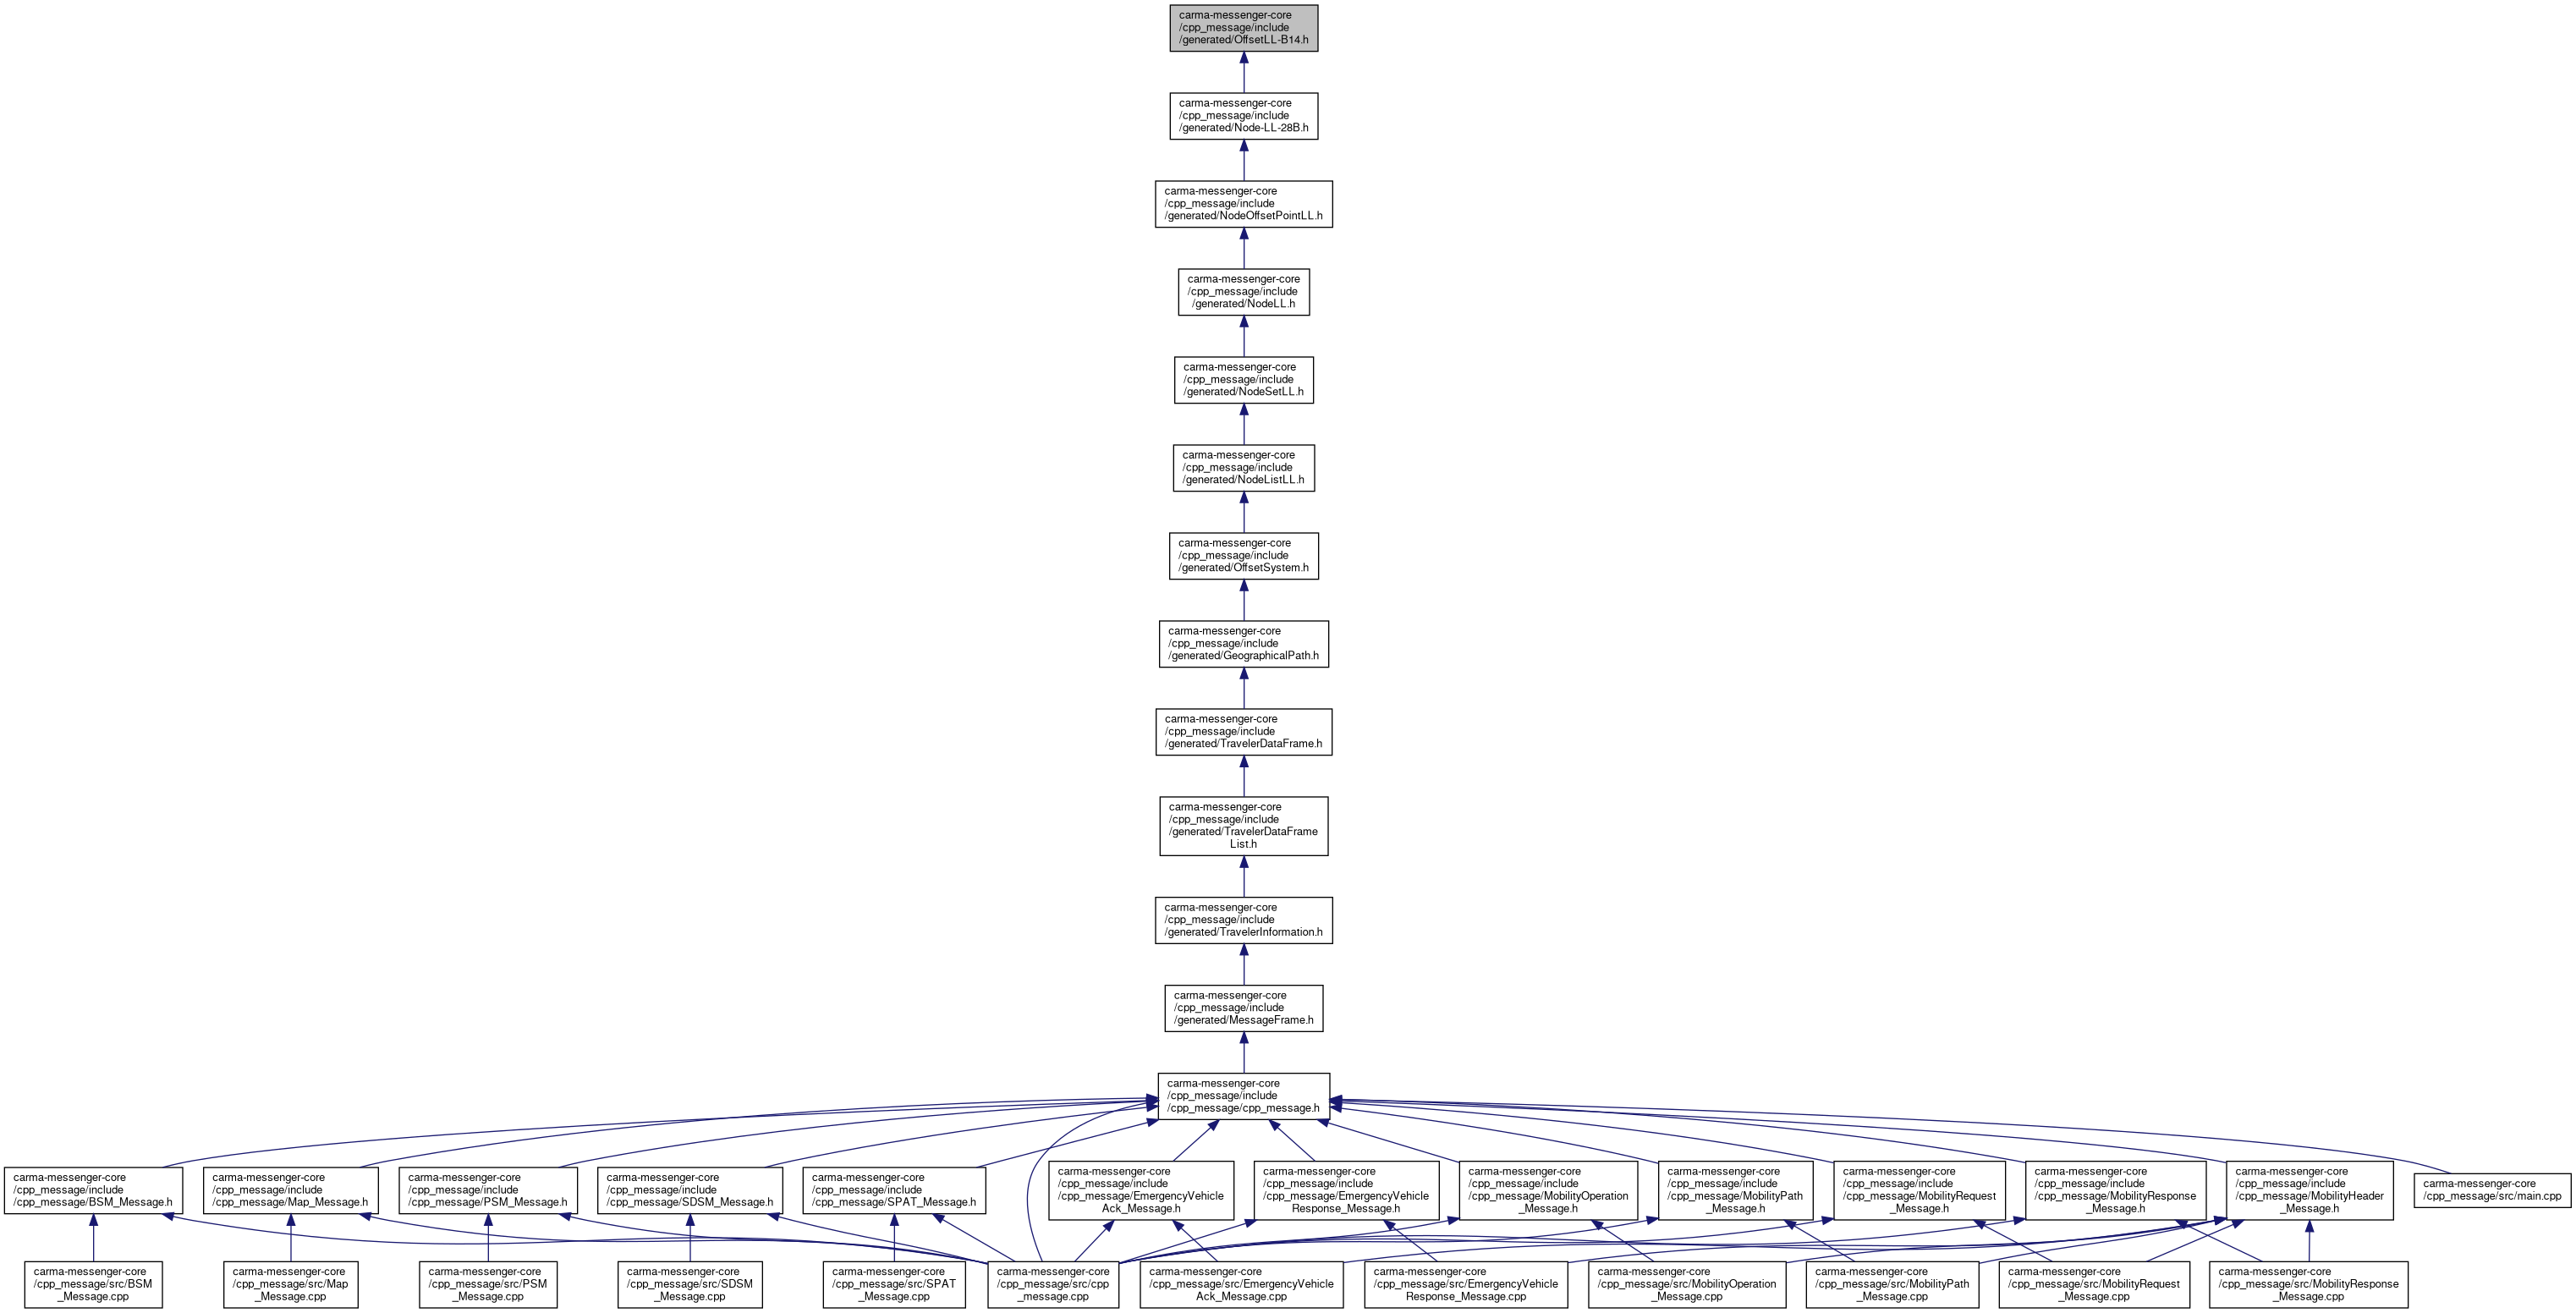 carma-messenger-core
/cpp_message/include
/generated/OffsetLL-B14.h
carma-messenger-core
/cpp_message/include
/generated/Node-LL-28B.h
carma-messenger-core
/cpp_message/include
/generated/NodeOffsetPointLL.h
carma-messenger-core
/cpp_message/include
/generated/NodeLL.h
carma-messenger-core
/cpp_message/include
/generated/NodeSetLL.h
carma-messenger-core
/cpp_message/include
/generated/NodeListLL.h
carma-messenger-core
/cpp_message/include
/generated/OffsetSystem.h
carma-messenger-core
/cpp_message/include
/generated/GeographicalPath.h
carma-messenger-core
/cpp_message/include
/generated/TravelerDataFrame.h
carma-messenger-core
/cpp_message/include
/generated/TravelerDataFrame
List.h
carma-messenger-core
/cpp_message/include
/generated/TravelerInformation.h
carma-messenger-core
/cpp_message/include
/generated/MessageFrame.h
carma-messenger-core
/cpp_message/include
/cpp_message/cpp_message.h
carma-messenger-core
/cpp_message/include
/cpp_message/BSM_Message.h
carma-messenger-core
/cpp_message/include
/cpp_message/Map_Message.h
carma-messenger-core
/cpp_message/include
/cpp_message/PSM_Message.h
carma-messenger-core
/cpp_message/include
/cpp_message/SDSM_Message.h
carma-messenger-core
/cpp_message/include
/cpp_message/SPAT_Message.h
carma-messenger-core
/cpp_message/include
/cpp_message/EmergencyVehicle
Ack_Message.h
carma-messenger-core
/cpp_message/include
/cpp_message/EmergencyVehicle
Response_Message.h
carma-messenger-core
/cpp_message/include
/cpp_message/MobilityOperation
_Message.h
carma-messenger-core
/cpp_message/include
/cpp_message/MobilityPath
_Message.h
carma-messenger-core
/cpp_message/include
/cpp_message/MobilityRequest
_Message.h
carma-messenger-core
/cpp_message/include
/cpp_message/MobilityResponse
_Message.h
carma-messenger-core
/cpp_message/include
/cpp_message/MobilityHeader
_Message.h
carma-messenger-core
/cpp_message/src/main.cpp
carma-messenger-core
/cpp_message/src/BSM
_Message.cpp
carma-messenger-core
/cpp_message/src/Map
_Message.cpp
carma-messenger-core
/cpp_message/src/PSM
_Message.cpp
carma-messenger-core
/cpp_message/src/SDSM
_Message.cpp
carma-messenger-core
/cpp_message/src/SPAT
_Message.cpp
carma-messenger-core
/cpp_message/src/cpp
_message.cpp
carma-messenger-core
/cpp_message/src/EmergencyVehicle
Ack_Message.cpp
carma-messenger-core
/cpp_message/src/EmergencyVehicle
Response_Message.cpp
carma-messenger-core
/cpp_message/src/MobilityOperation
_Message.cpp
carma-messenger-core
/cpp_message/src/MobilityPath
_Message.cpp
carma-messenger-core
/cpp_message/src/MobilityRequest
_Message.cpp
carma-messenger-core
/cpp_message/src/MobilityResponse
_Message.cpp